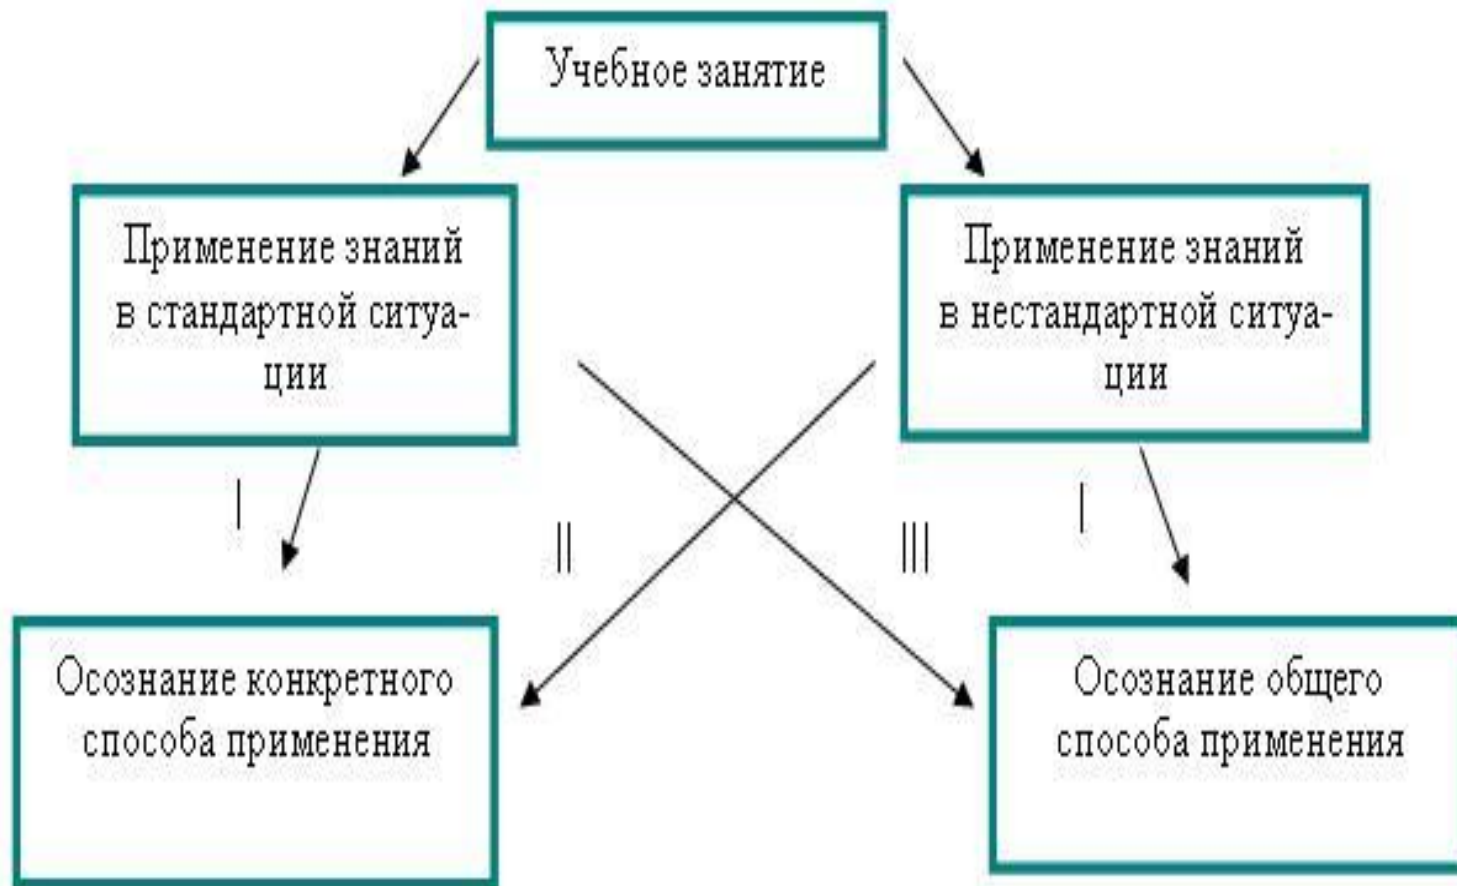 Учебное занятие
Применение знаний
в стандартной ситуа-
ции
Применение знаний
в нестандартной ситуа-
ции
I
II
III
I
Осознание конкретного
способа применения
Осознание общего
способа применения